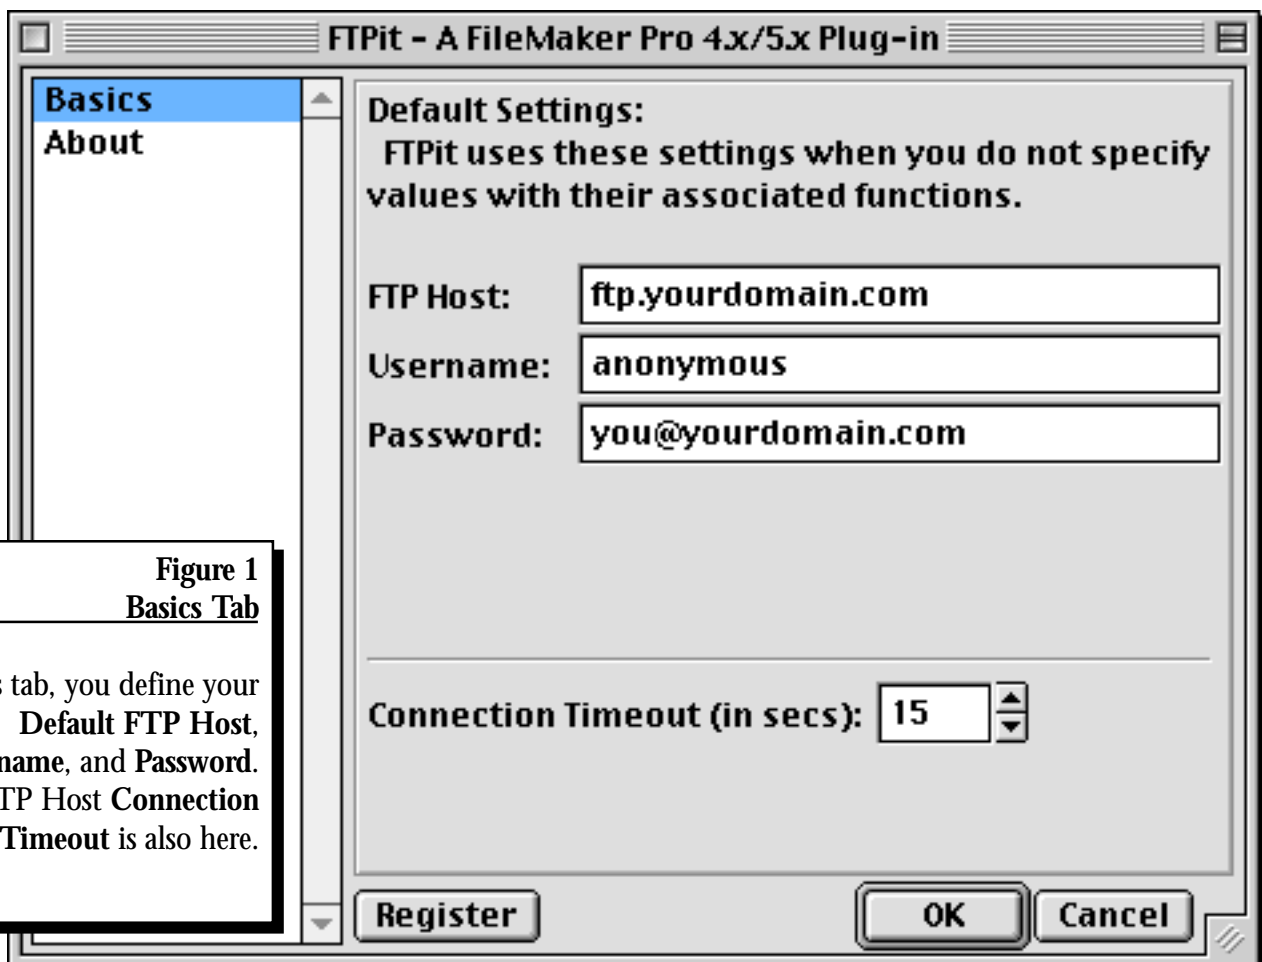 FTPit - A FileMaker Pro 4.x/5.x Plug-in
Basics
About
Default Settings:
FTPit uses these settings when you do not specify
values with their associated functions.
FTP Host: ftp.yourdomain.com
Username: anonymous
Password: you@yourdomain.com
Connection Timeout (in secs): 15
Register
OK
Cancel
Figure 1
Basics Tab
tab, you define your
Default FTP Host,
, and Password.
Host Connection
Timeout is also here.